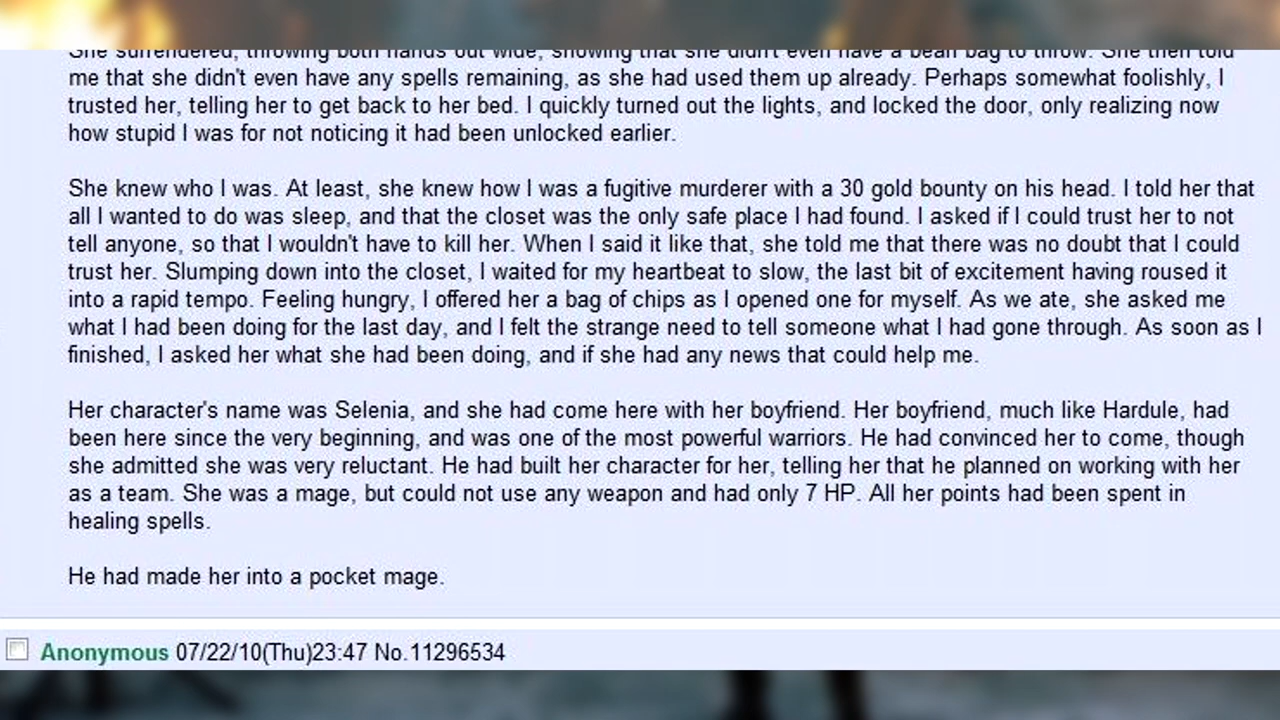 She surrendered, throwing both hands out wide, showing that she didn't even have a bean bag to throw. She then told
me that she didn't even have any spells remaining, as she had used them up already. Perhaps somewhat foolishly, I
trusted her, telling her to get back to her bed. I quickly turned out the lights, and locked the door, only realizing now
how stupid I was for not noticing it had been unlocked earlier.
She knew who I was. At least, she knew how I was a fugitive murderer with a 30 gold bounty on his head. I told her that
all I wanted to do was sleep, and that the closet was the only safe place I had found. I asked if I could trust her to not
tell anyone, so that I wouldn't have to kill her. When I said it like that, she told me that there was no doubt that I could
trust her. Slumping down into the closet, I waited for my heartbeat to slow, the last bit of excitement having roused it
into a rapid tempo. Feeling hungry, I offered her a bag of chips as I opened one for myself. As we ate, she asked me
what I had been doing for the last day, and I felt the strange need to tell someone what I had gone through. As soon as I
finished, I asked her what she had been doing, and if she had any news that could help me.
Her character's name was Selenia, and she had come here with her boyfriend. Her boyfriend, much like Hardule, had
been here since the very beginning, and was one of the most powerful warriors. He had convinced her to come, though
she admitted she was very reluctant. He had built her character for her, telling her that he planned on working with her
as a team. She was a mage, but could not use any weapon and had only 7 HP. All her points had been spent in
healing spells.
He had made her into a pocket mage.
Anonymous 07/22/10(Thu)23:47 No.11296534